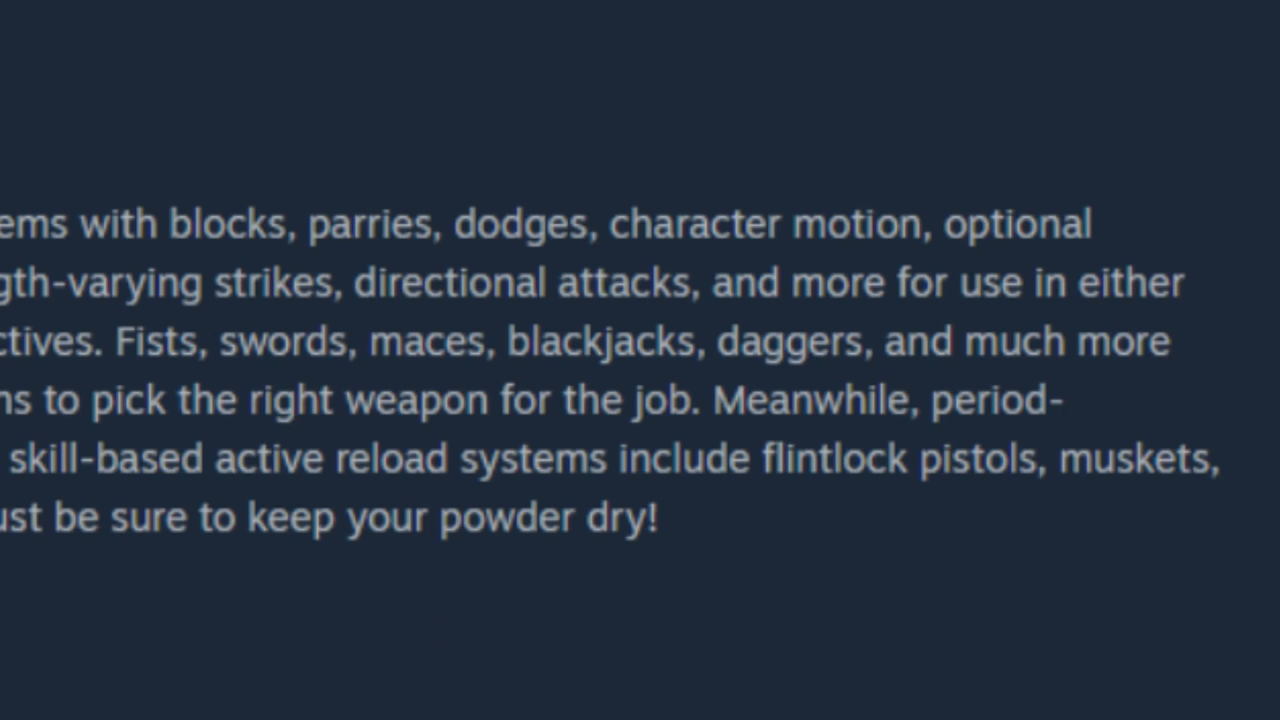 ems with blocks, parries, dodges, character motion, optional
gth-varying strikes, directional attacks, and more for use in either
ctives. Fists, swords, maces, blackjacks, daggers, and much more
ns to pick the right weapon for the job. Meanwhile, period-
skill-based active reload systems include flintlock pistols, muskets,
ust be sure to keep your powder dry!